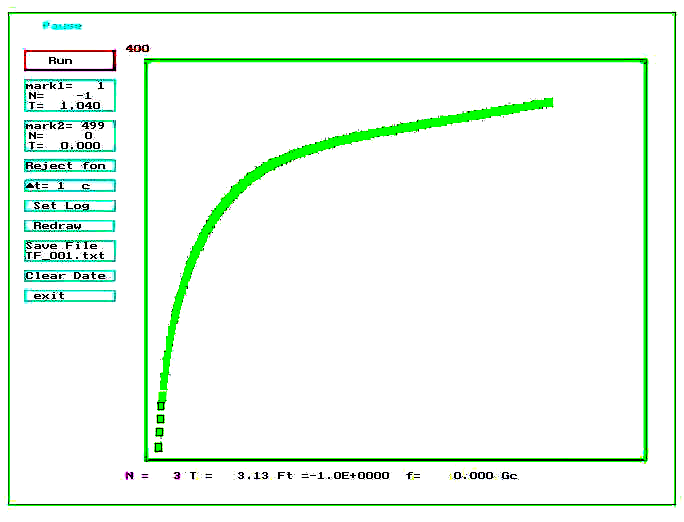 Pause
Run
400
mark1= 1
N= -1
T= 1.040
mark2= 499
N= 0
T= 0.000
Reject fon
▲t= 1 c
Set Log
Redraw
Save File
TF_001.txt
Clear Date
exit
N = 3 T = 3.13 Ft =-1.0E+0000 f= 0.000 Gc